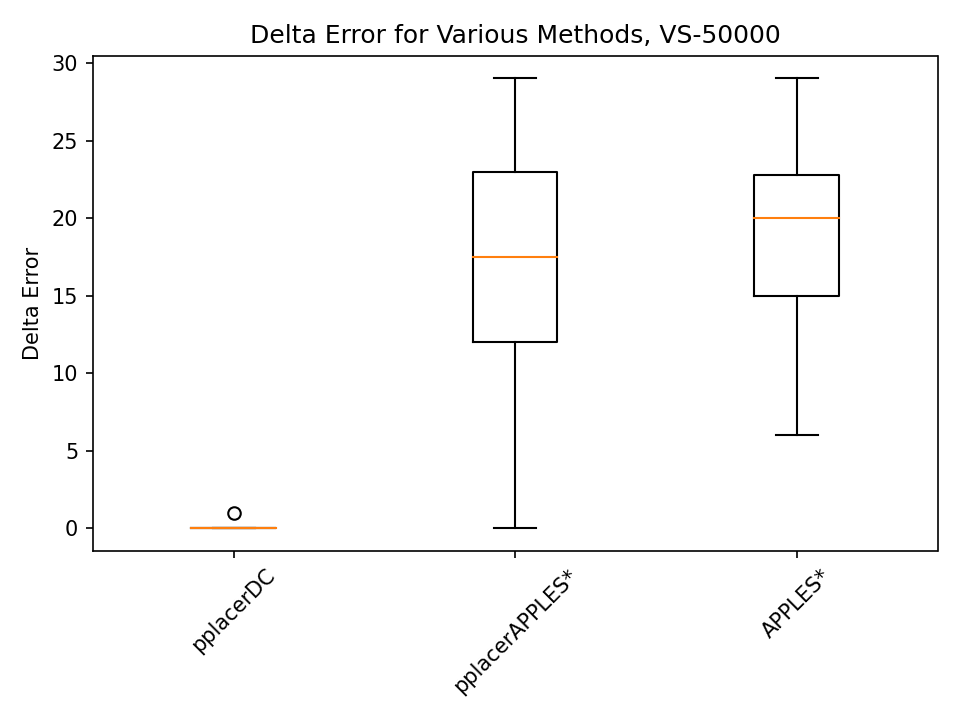 Delta Error for Various Methods, VS-50000
30
25
20
15
10
5
0
Delta Error
pplacerDC
pplacerAPPLES*
APPLES*